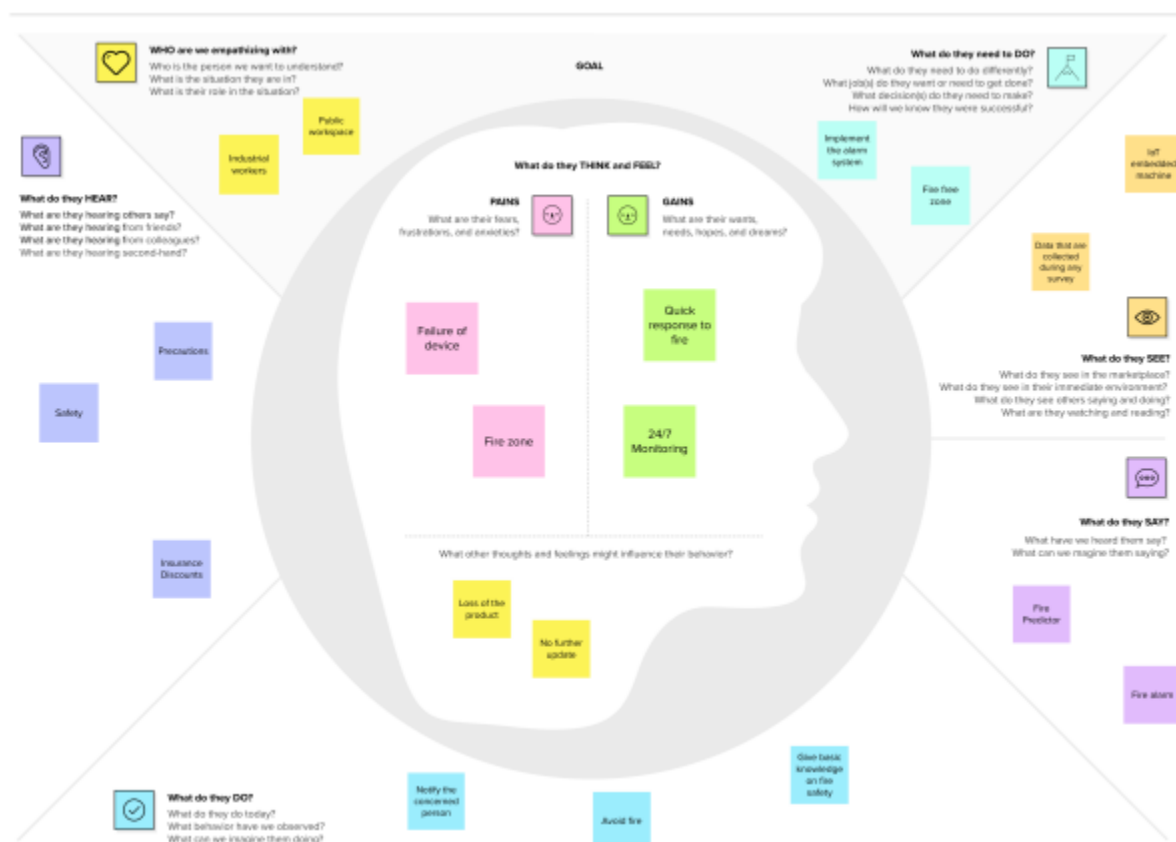 WHO are we empathizing with?
Who is the person we want to understand?
What is the situation they are in?
What is their role in the situation?
Public
workspace
Industrial
workers
GOAL
What do they need to DO?
What do they need to do differently?
What job(s) do they want or need to get done?
What decision(s) do they need to make?
How will we know they were successful?
Implement
the alarm
system
Fire free
zone
IoT
embedded
machine
Data that are
collected
during any
survey
What do they SEE?
What do they see in the marketplace?
What do they see in their immediate environment?
What do they see others saying and doing?
What are they watching and reading?
What do they HEAR?
What are they hearing others say?
What are they hearing from friends?
What are they hearing from colleagues?
What are they hearing second-hand?
Precautions
Safety
Insurance
Discounts
What do they THINK and FEEL?
PAINS
What are their fears,
frustrations, and anxieties?
GAINS
What are their wants,
needs, hopes, and dreams?
Failure of
device
Fire zone
Quick
response to
fire
24/7
Monitoring
What other thoughts and feelings might influence their behavior?
Loss of the
product
No further
update
What do they SAY?
What have we heard them say?
What can we magine them saying?
Fire
Predictor
Fire alarm
What do they DO?
What do they do today?
What behavior have we observed?
What can we imagine them doing?
Notify the
concerned
person
Avoid fire
Give basic
knowledge
on fire
safety